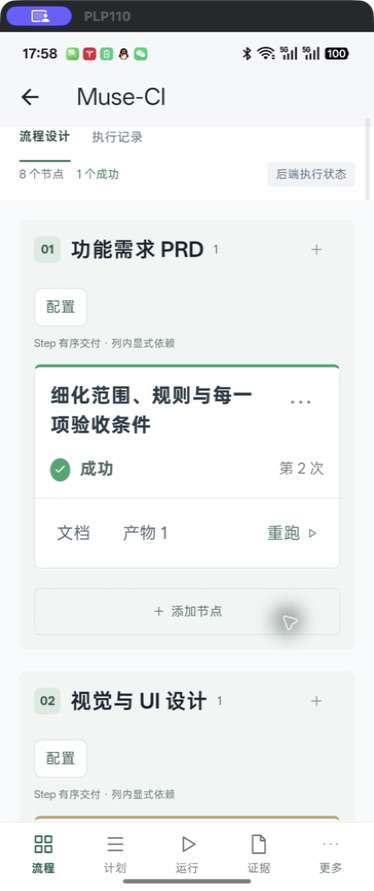 PLP110
17:58
5G
5G
100
Muse-CI
流程设计 执行记录
8 个节点 1 个成功 后端执行状态
01 功能需求 PRD 1 +
配置
Step 有序交付 · 列内显式依赖
细化范围、规则与每一
项验收条件
...
成功 第 2 次
文档 产物 1 重跑
+ 添加节点
02 视觉与 UI 设计 1 +
配置
Step 有序交付 · 列内显式依赖
流程 计划 运行 证据 更多